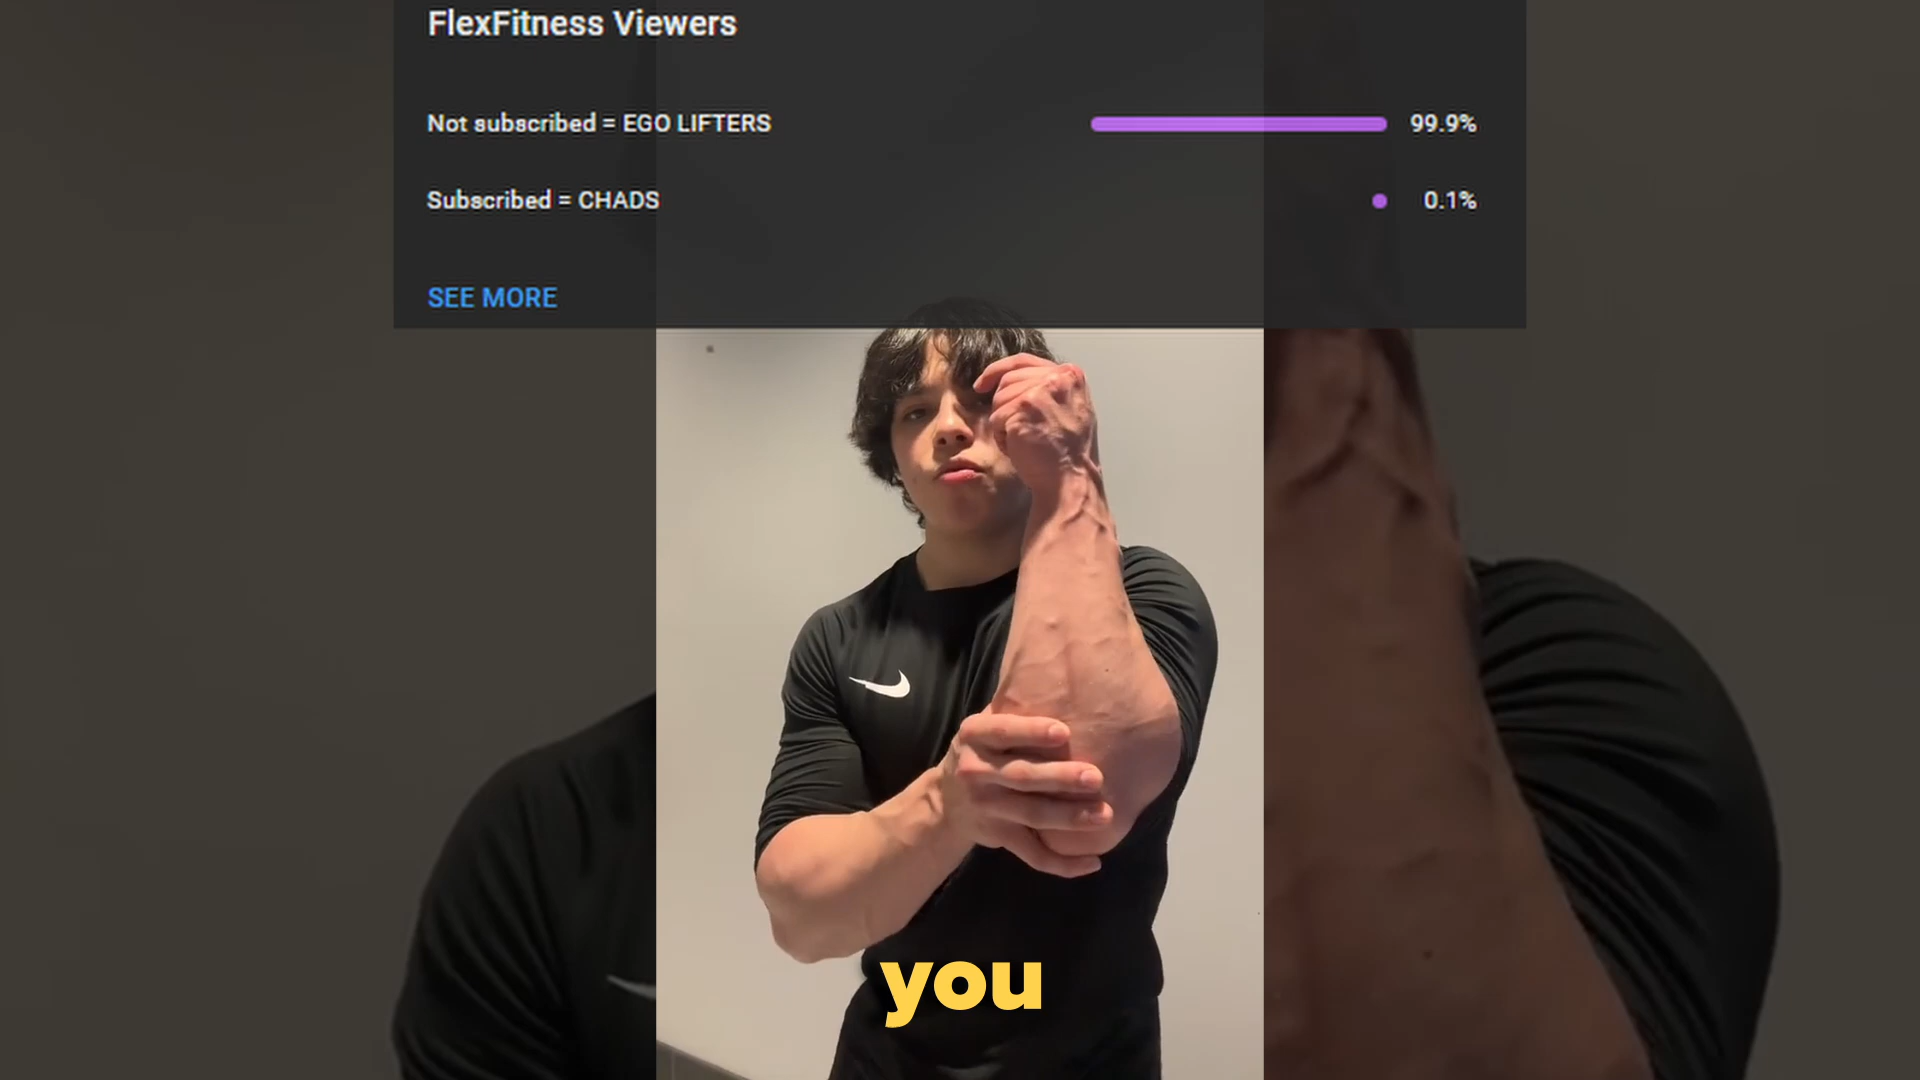 FlexFitness Viewers
Not subscribed = EGO LIFTERS 99.9%
Subscribed = CHADS 0.1%
SEE MORE
you